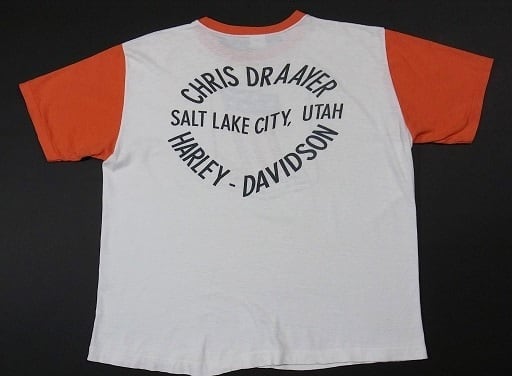 CHRIS DRAAYER
SALT LAKE CITY, UTAH
HARLEY - DAVIDSON